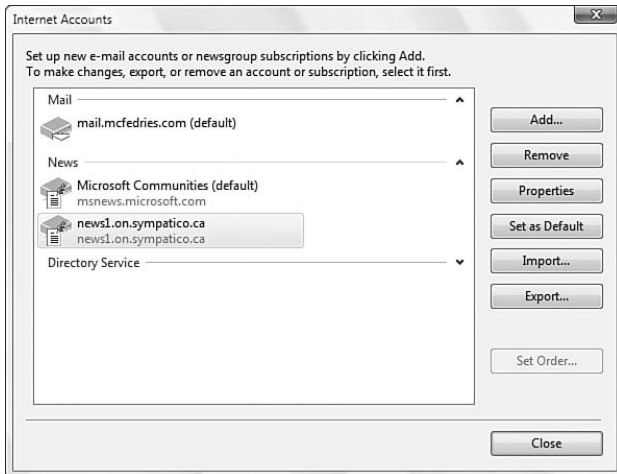 Internet Accounts
Set up new e-mail accounts or newsgroup subscriptions by clicking Add.
To make changes, export, or remove an account or subscription, select it first.
Mail
mail.mcfedries.com (default)
News
Microsoft Communities (default)
msnews.microsoft.com
news1.on.sympatico.ca
news1.on.sympatico.ca
Directory Service
Add...
Remove
Properties
Set as Default
Import...
Export...
Set Order...
Close